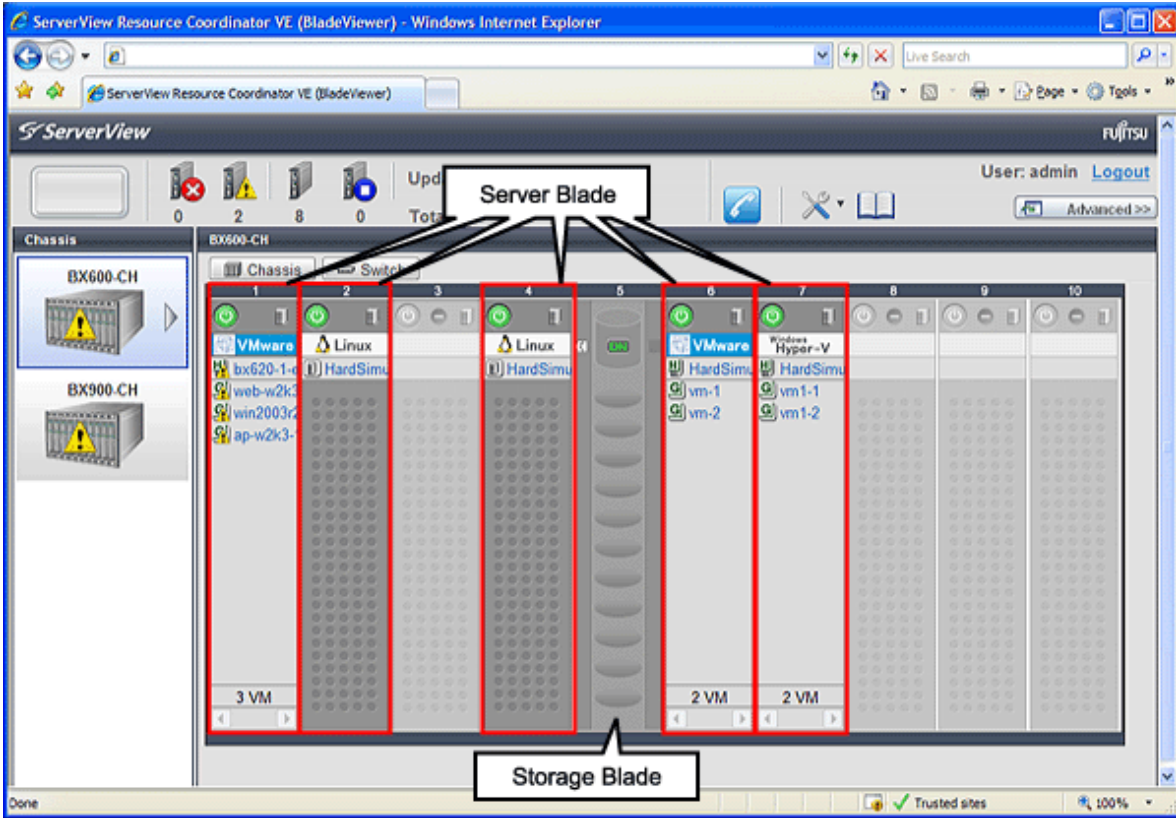 ServerView Resource Coordinator VE (BladeViewer) - Windows Internet Explorer
Live Search
ServerView Resource Coordinator VE (BladeViewer)
Page
Tools
ServerView
FUJITSU
Upd
Server Blade
User: admin Logout
0 2 8 0
Tota
Advanced >>
Chassis
BX600-CH
BX600-CH
Chassis
Switch
1 2 3 4 5 6 7 8 9 10
VMware
Linux
Linux
ON
VMware
Windows
Hyper-V
bx620-1-
HardSimu
HardSimu
HardSimu
HardSimu
web-w2k3
vm-1
vm1-1
BX900-CH
win2003r2
vm-2
vm1-2
ap-w2k3-
3 VM
2 VM
2 VM
Storage Blade
Done
Trusted sites
100%